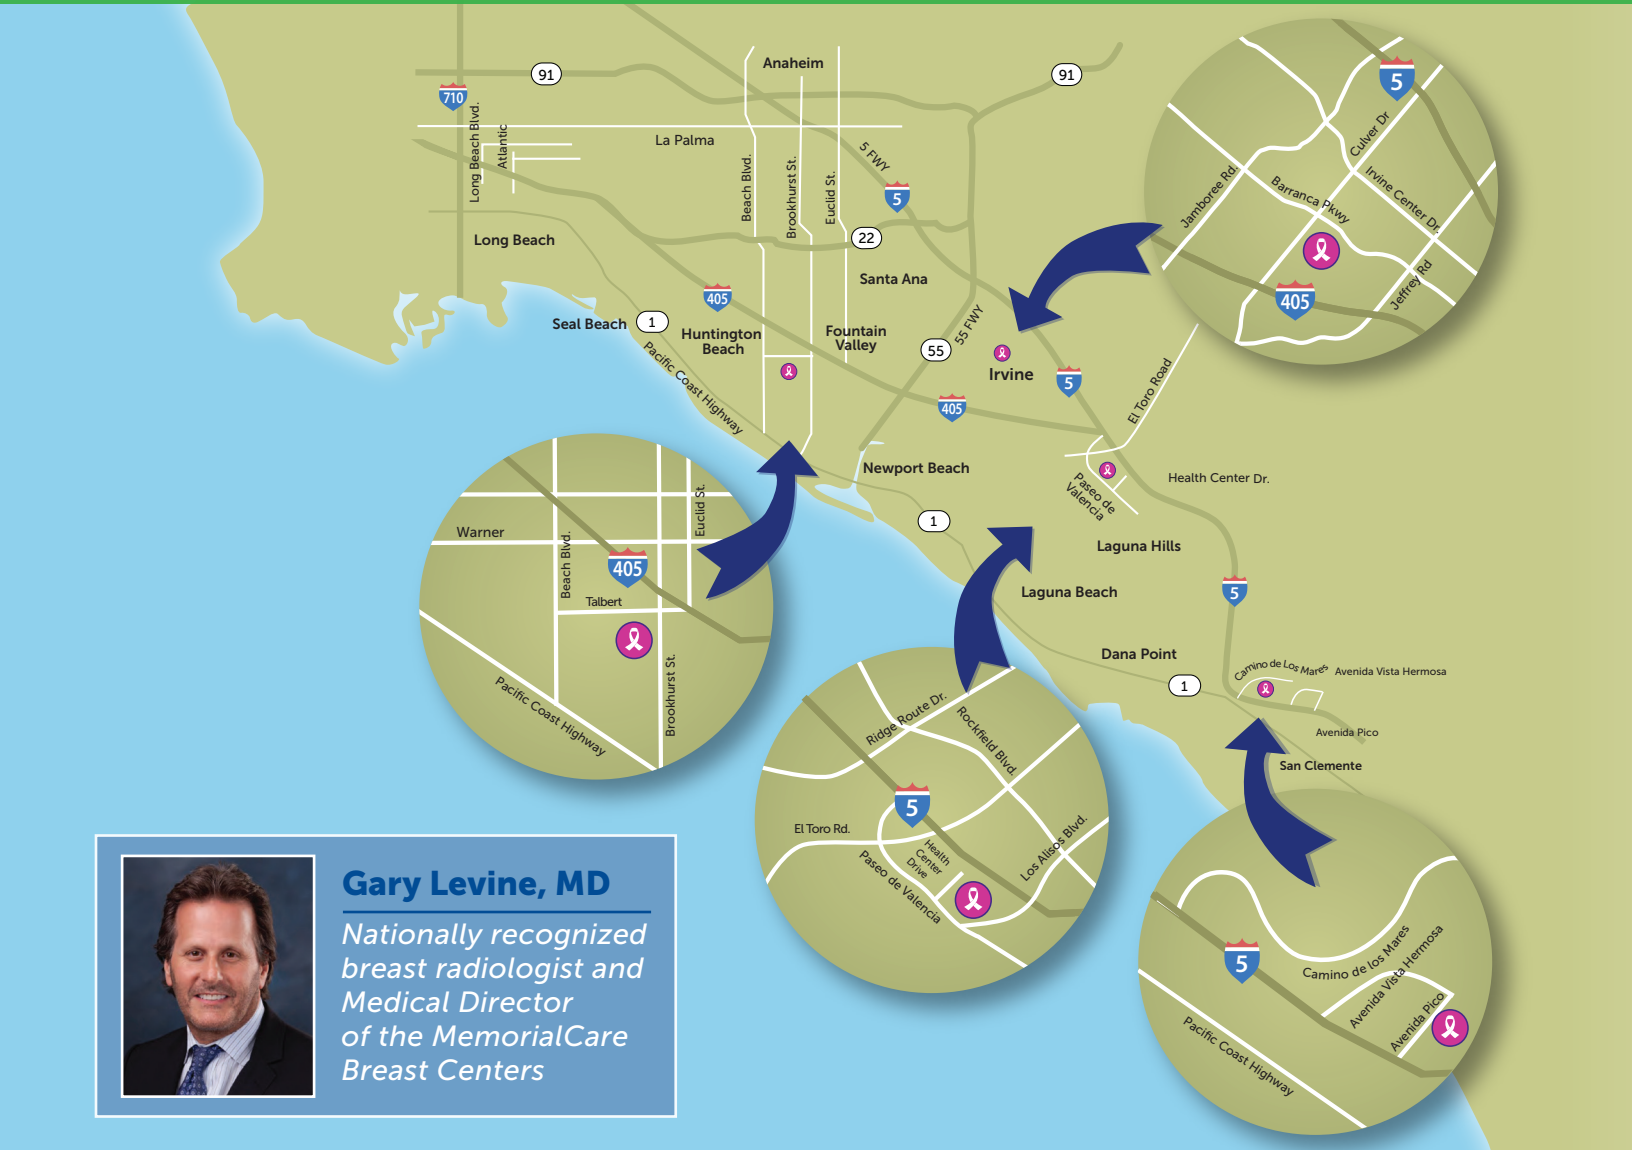 91
Anaheim
91
710
Long Beach Blvd.
Atlantic
La Palma
5 FWY
Beach Blvd.
Brookhurst St.
Euclid St.
5
22
Long Beach
Santa Ana
405
Seal Beach
1
Huntington
Beach
Fountain
Valley
55
55 FWY
Irvine
5
405
Pacific Coast Highway
El Toro Road
Newport Beach
Paseo de
Valencia
Health Center Dr.
1
Laguna Hills
5
Laguna Beach
Dana Point
1
Camino de Los Mares
Avenida Vista Hermosa
Avenida Pico
San Clemente
5
Culver Dr
Jamboree Rd.
Barranca Pkwy
Irvine Center Dr.
Jeffrey Rd
405
Warner
Euclid St.
Beach Blvd.
405
Talbert
Brookhurst St.
Pacific Coast Highway
Ridge Route Dr.
Rockfield Blvd.
5
El Toro Rd.
Health
Center
Drive
Paseo de Valencia
Los Alisos Blvd.
5
Camino de los Mares
Avenida Vista Hermosa
Avenida Pico
Pacific Coast Highway
Gary Levine, MD
Nationally recognized
breast radiologist and
Medical Director
of the MemorialCare
Breast Centers